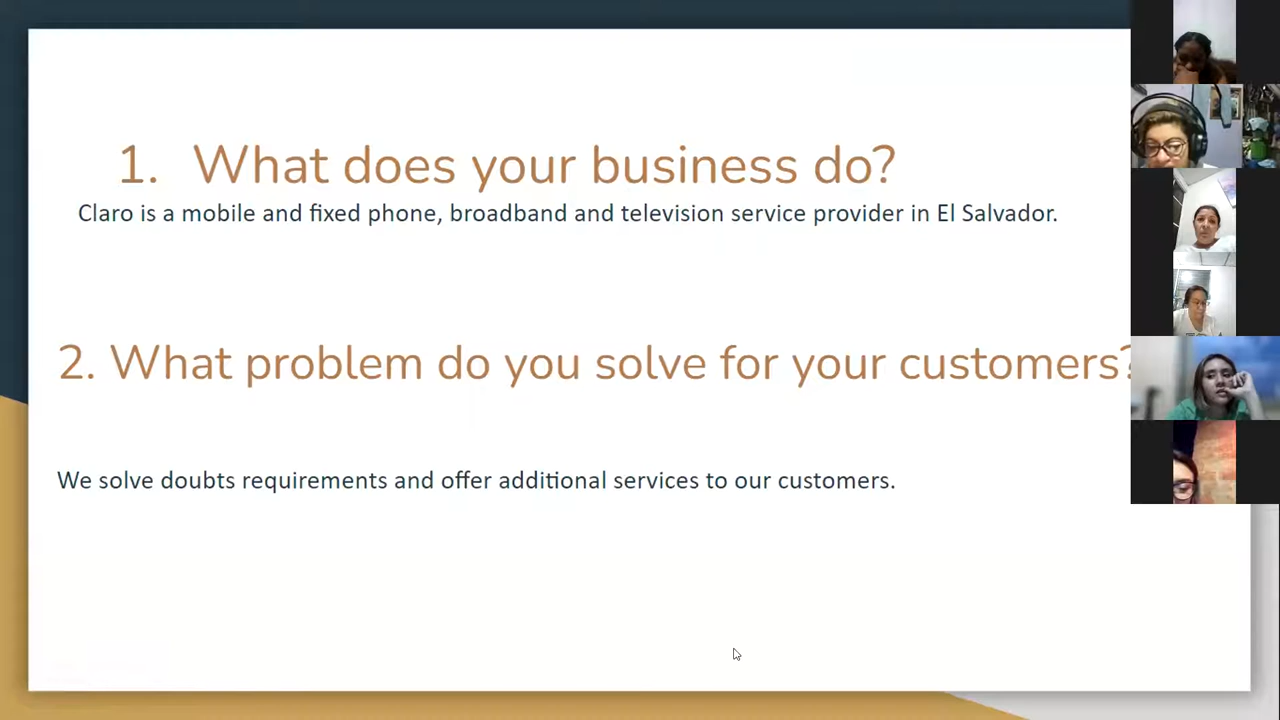 1. What does your business do?
Claro is a mobile and fixed phone, broadband and television service provider in El Salvador.
2. What problem do you solve for your customers?
We solve doubts requirements and offer additional services to our customers.